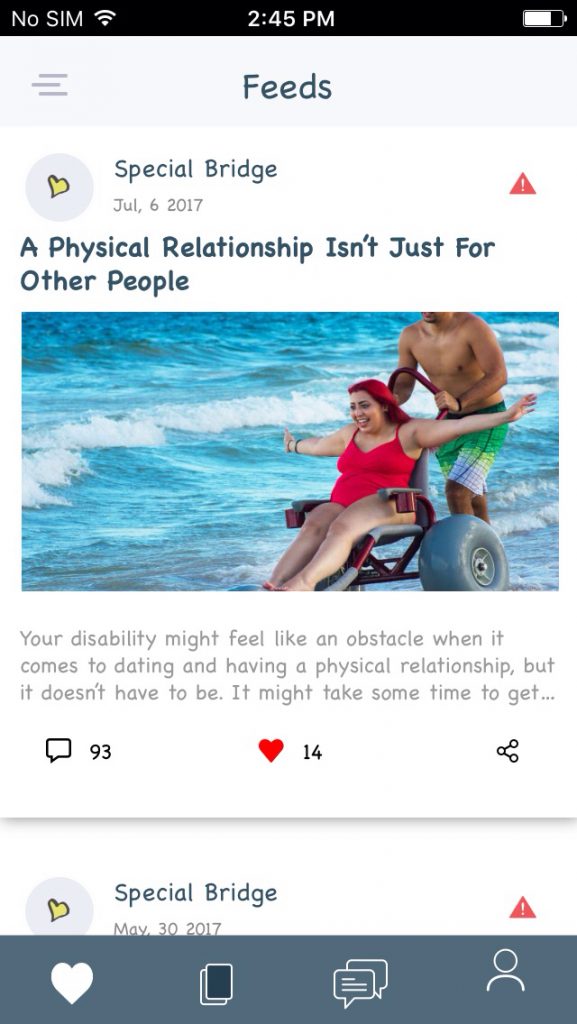 No SIM 2:45 PM
Feeds
Special Bridge
Jul, 6 2017
A Physical Relationship Isn't Just For
Other People
Your disability might feel like an obstacle when it
comes to dating and having a physical relationship, but
it doesn't have to be. It might take some time to get...
93 14
Special Bridge
May, 30 2017